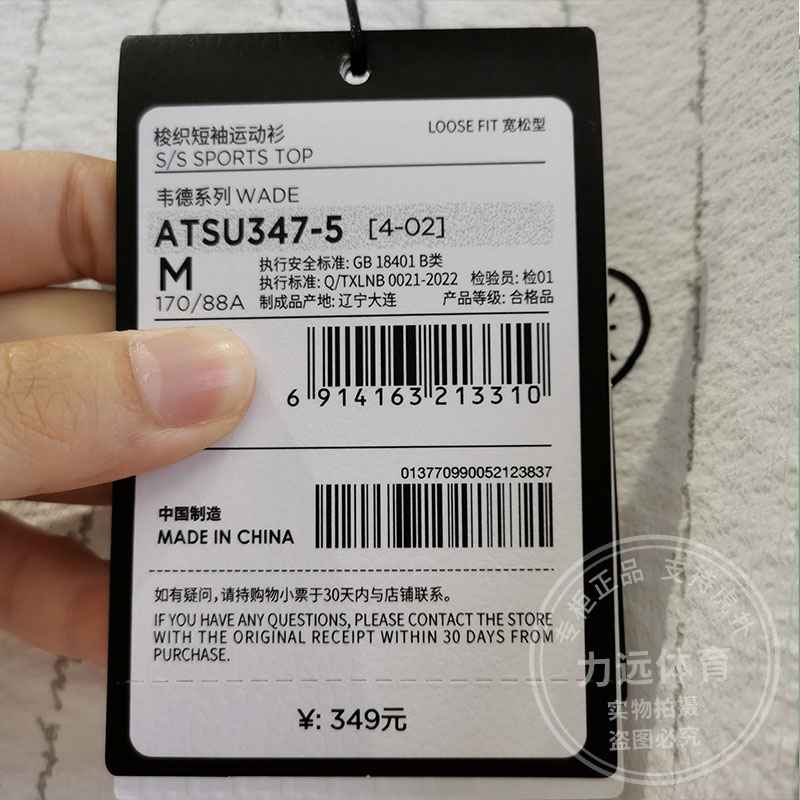 梭织短袖运动衫
LOOSE FIT 宽松型
S/S SPORTS TOP
韦德系列 WADE
ATSU347-5 [4-02]
M
170/88A
执行安全标准: GB 18401 B类
执行标准: Q/TXLNB 0021-2022 检验员: 检01
制成品产地: 辽宁大连 产品等级: 合格品
6 914163 213310
013770990052123837
中国制造
MADE IN CHINA
如有疑问，请持购物小票于30天内与店铺联系。
IF YOU HAVE ANY QUESTIONS, PLEASE CONTACT THE STORE
WITH THE ORIGINAL RECEIPT WITHIN 30 DAYS FROM
PURCHASE.
¥: 349元
专柜正品 支持
力远体育
实物拍摄
盗图必究